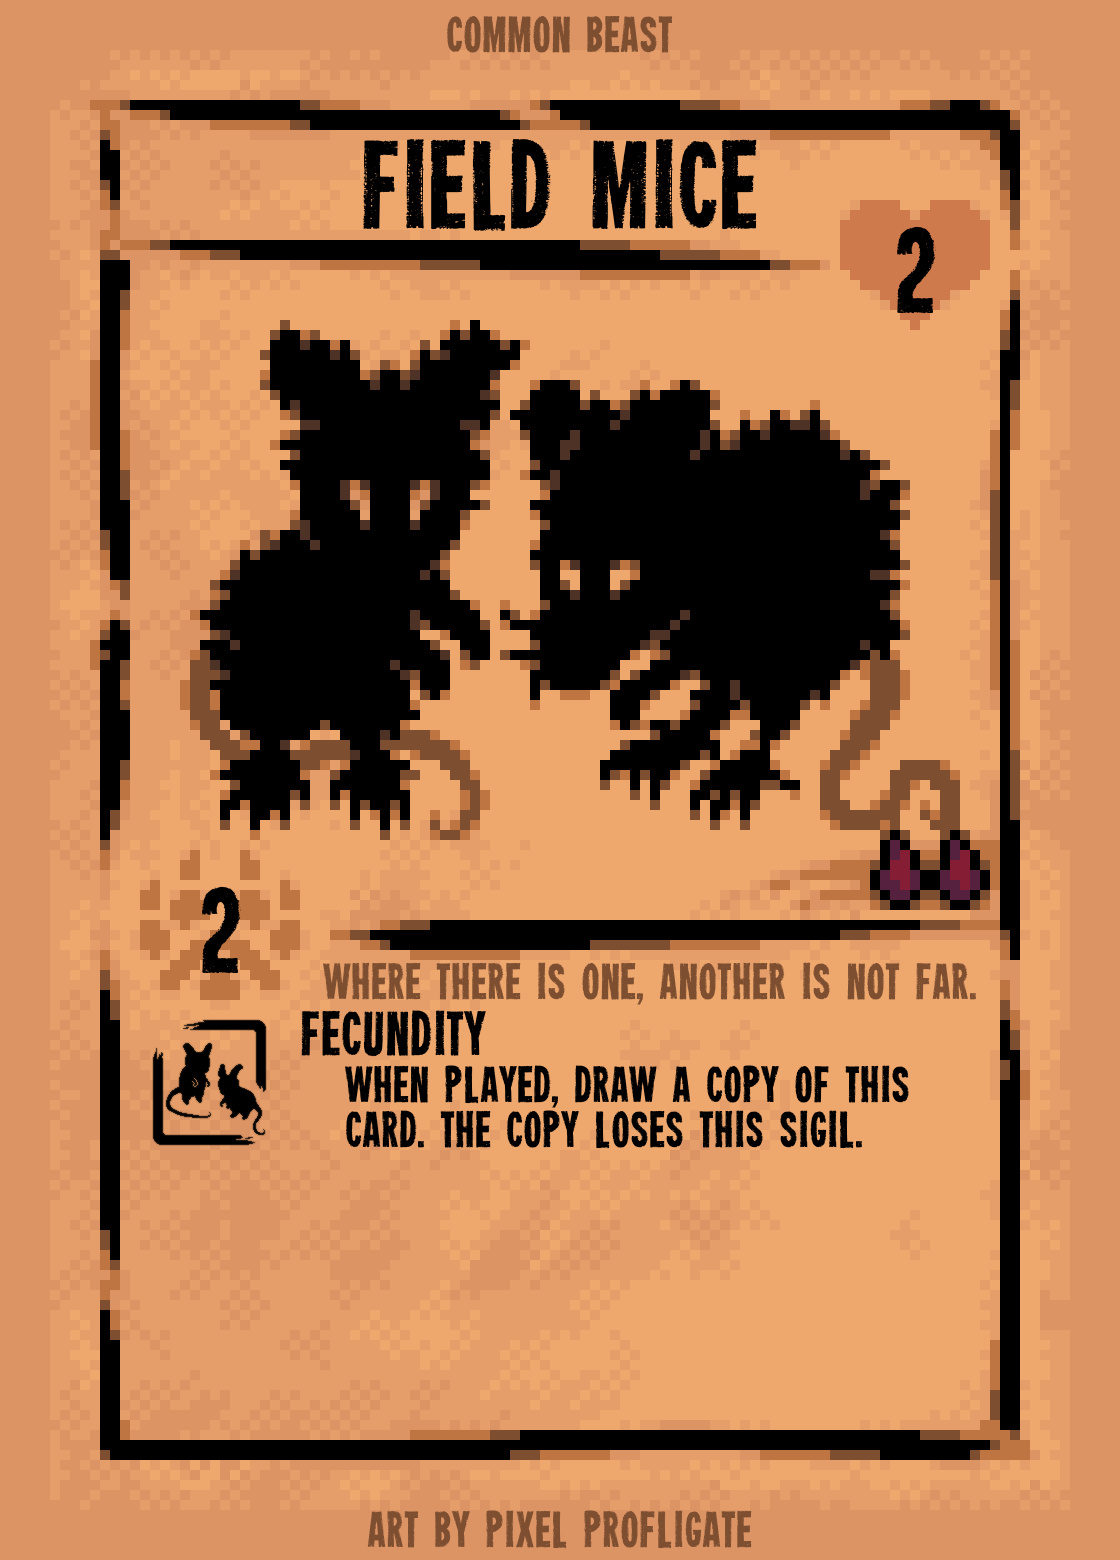 COMMON BEAST
FIELD MICE
2
2
WHERE THERE IS ONE, ANOTHER IS NOT FAR.
FECUNDITY
WHEN PLAYED, DRAW A COPY OF THIS
CARD. THE COPY LOSES THIS SIGIL.
ART BY PIXEL PROFLIGATE